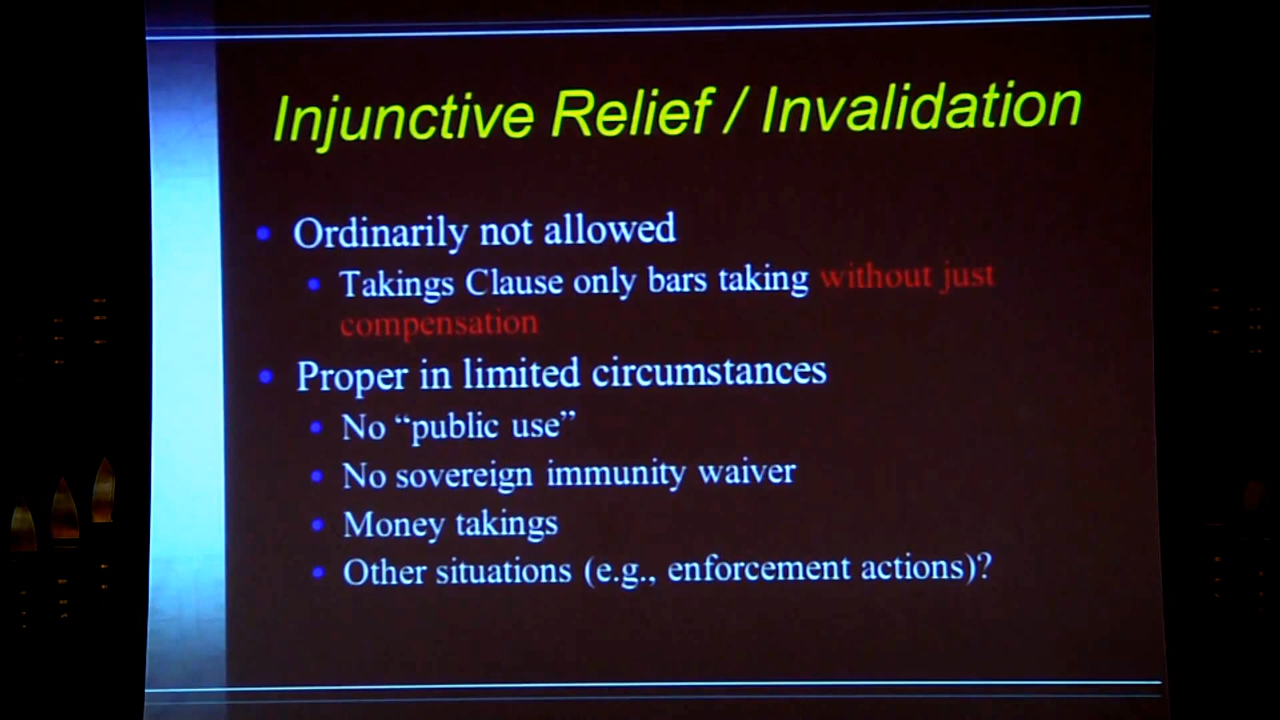 Injunctive Relief / Invalidation
Ordinarily not allowed
Takings Clause only bars taking without just
compensation
Proper in limited circumstances
No “public use”
No sovereign immunity waiver
Money takings
Other situations (e.g., enforcement actions)?